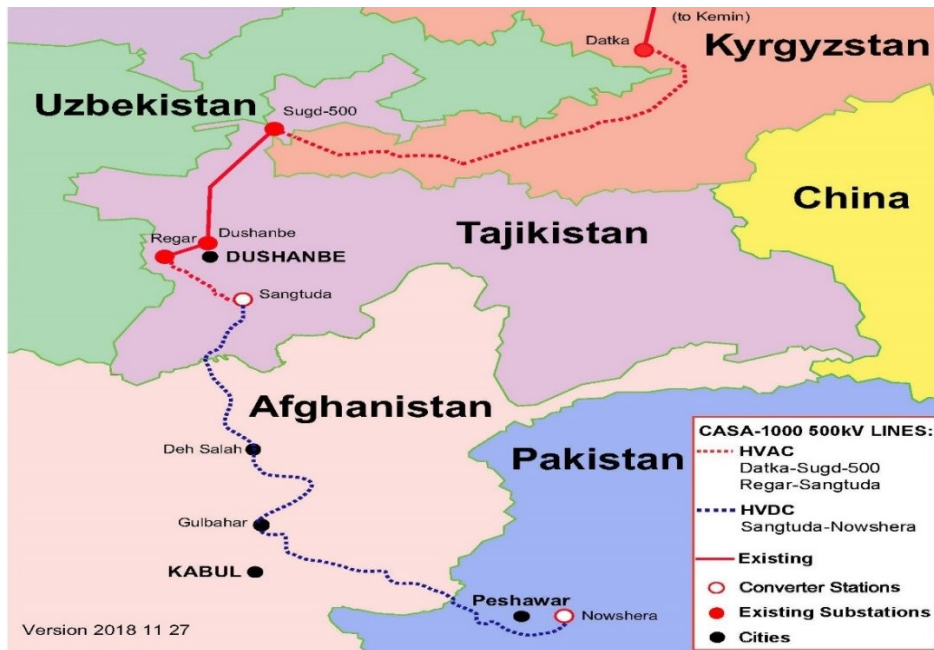 (to Kemin)
Datka
Kyrgyzstan
Uzbekistan
Sugd-500
China
Tajikistan
Regar
Dushanbe
DUSHANBE
Sangtuda
Afghanistan
Deh Salah
Pakistan
Gulbahar
KABUL
Peshawar
Nowshera
CASA-1000 500kV LINES:
HVAC
Datka-Sugd-500
Regar-Sangtuda
HVDC
Sangtuda-Nowshera
Existing
Converter Stations
Existing Substations
Cities
Version 2018 11 27